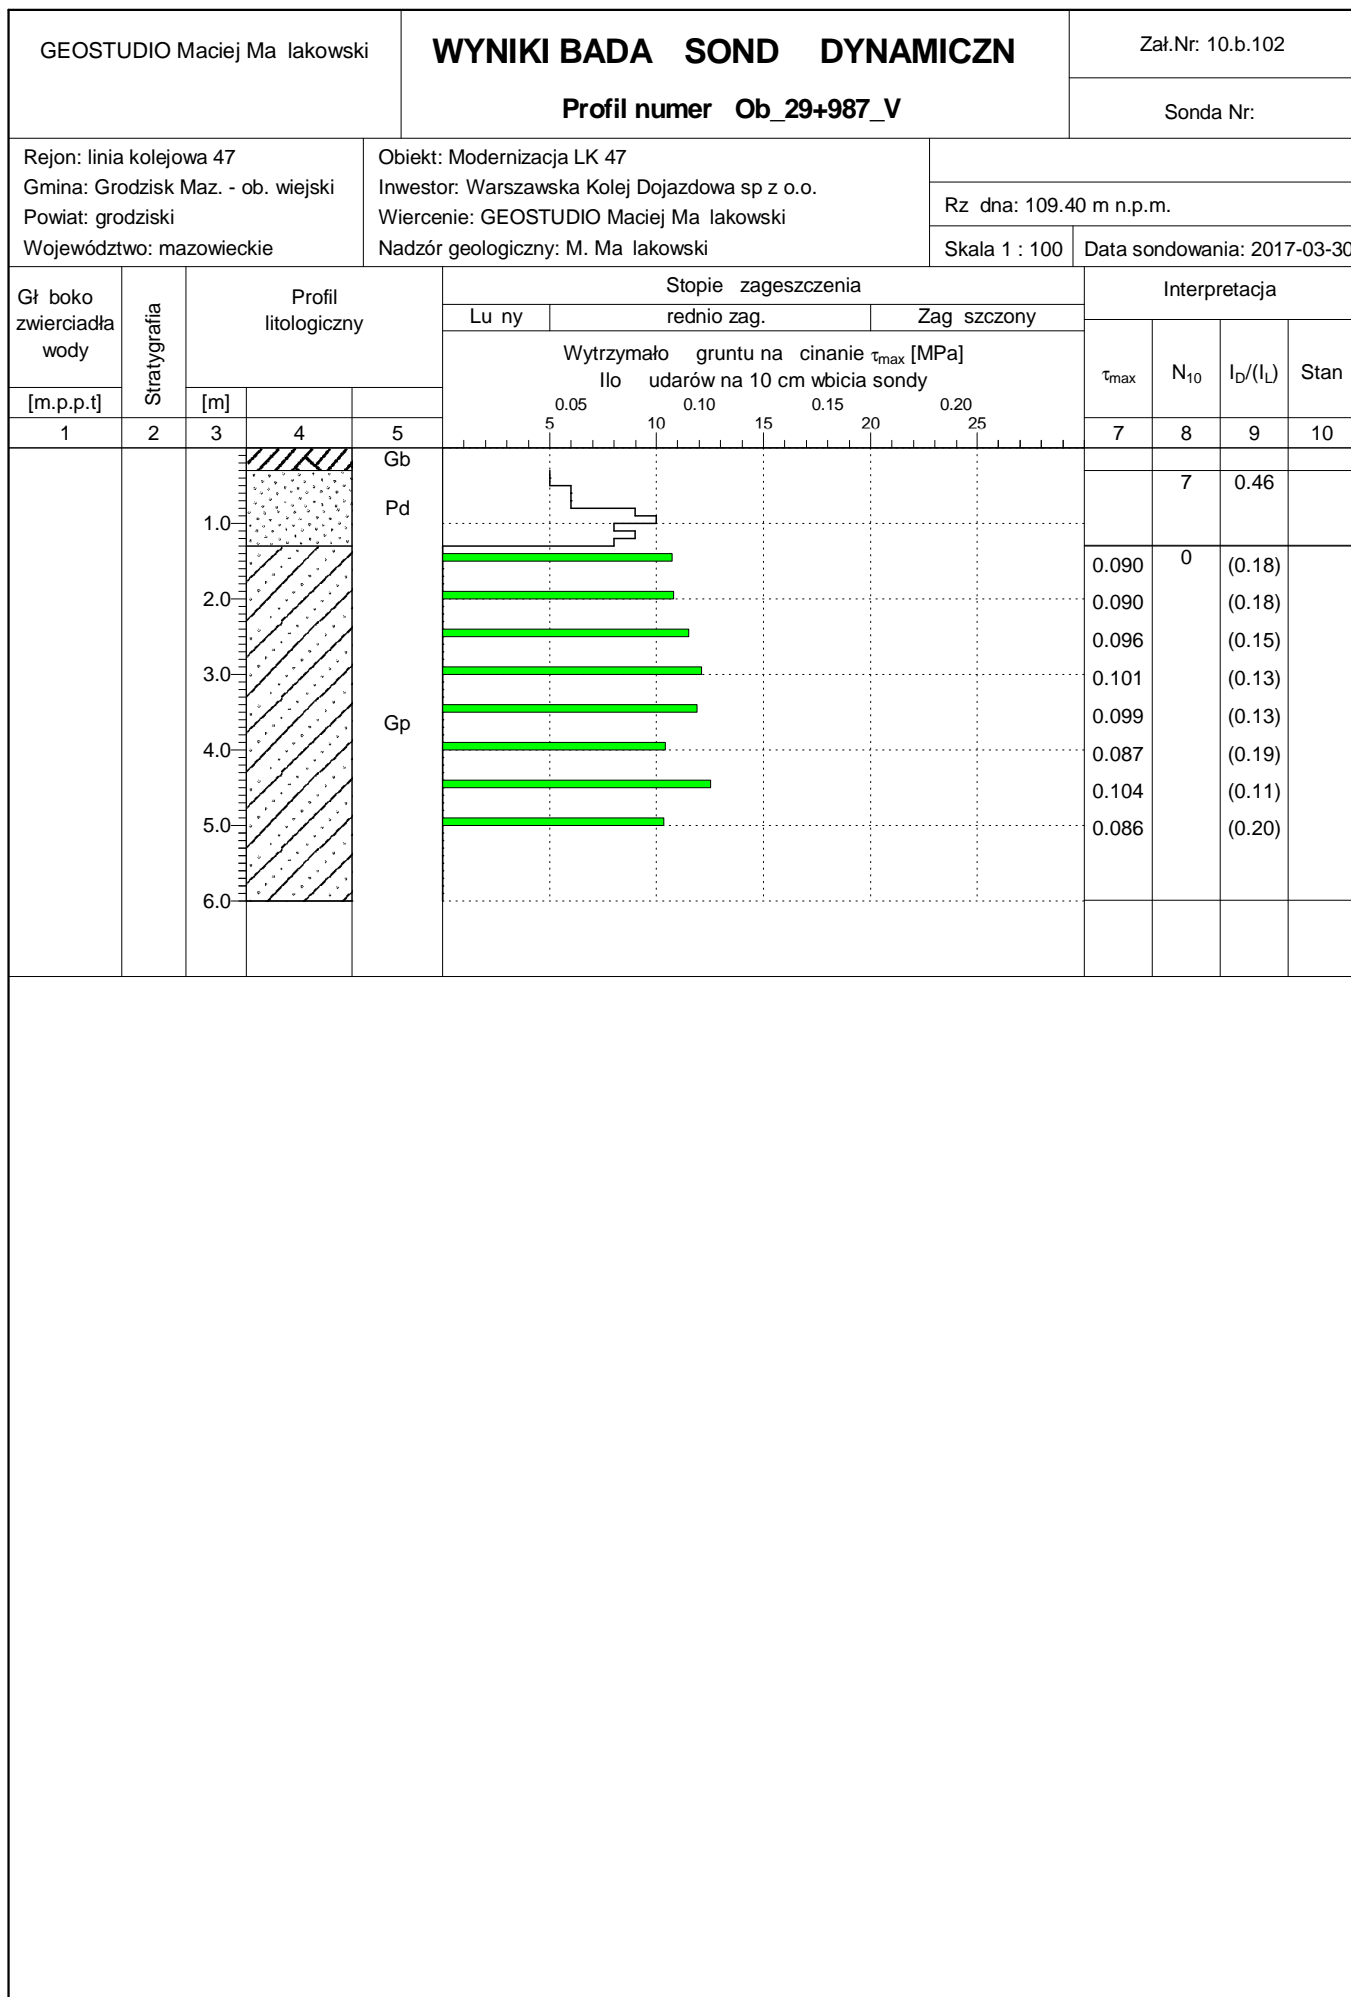 GEOSTUDIO Maciej Ma lakowski
WYNIKI BADA SOND DYNAMICZN
Profil numer Ob_29+987_V
Zał.Nr: 10.b.102
Sonda Nr:
Rejon: linia kolejowa 47
Gmina: Grodzisk Maz. - ob. wiejski
Powiat: grodziski
Województwo: mazowieckie
Obiekt: Modernizacja LK 47
Inwestor: Warszawska Kolej Dojazdowa sp z o.o.
Wiercenie: GEOSTUDIO Maciej Ma lakowski
Nadzór geologiczny: M. Ma lakowski
Rz dna: 109.40 m n.p.m.
Skala 1 : 100
Data sondowania: 2017-03-30
Gł boko
zwierciadła
wody
[m.p.p.t]
Stratygrafia
Profil
litologiczny
[m]
Stopie zageszczenia
Lu ny
rednio zag.
Zag szczony
Wytrzymało gruntu na cinanie τmax [MPa]
Ilo udarów na 10 cm wbicia sondy
0.05 0.10 0.15 0.20
5 10 15 20 25
Interpretacja
τmax N10 ID/(IL) Stan
1 2 3 4 5 7 8 9 10
Gb
Pd
7 0.46
1.0
0
0.090 (0.18)
2.0
0.090 (0.18)
0.096 (0.15)
3.0
0.101 (0.13)
Gp
0.099 (0.13)
4.0
0.087 (0.19)
0.104 (0.11)
5.0
0.086 (0.20)
6.0